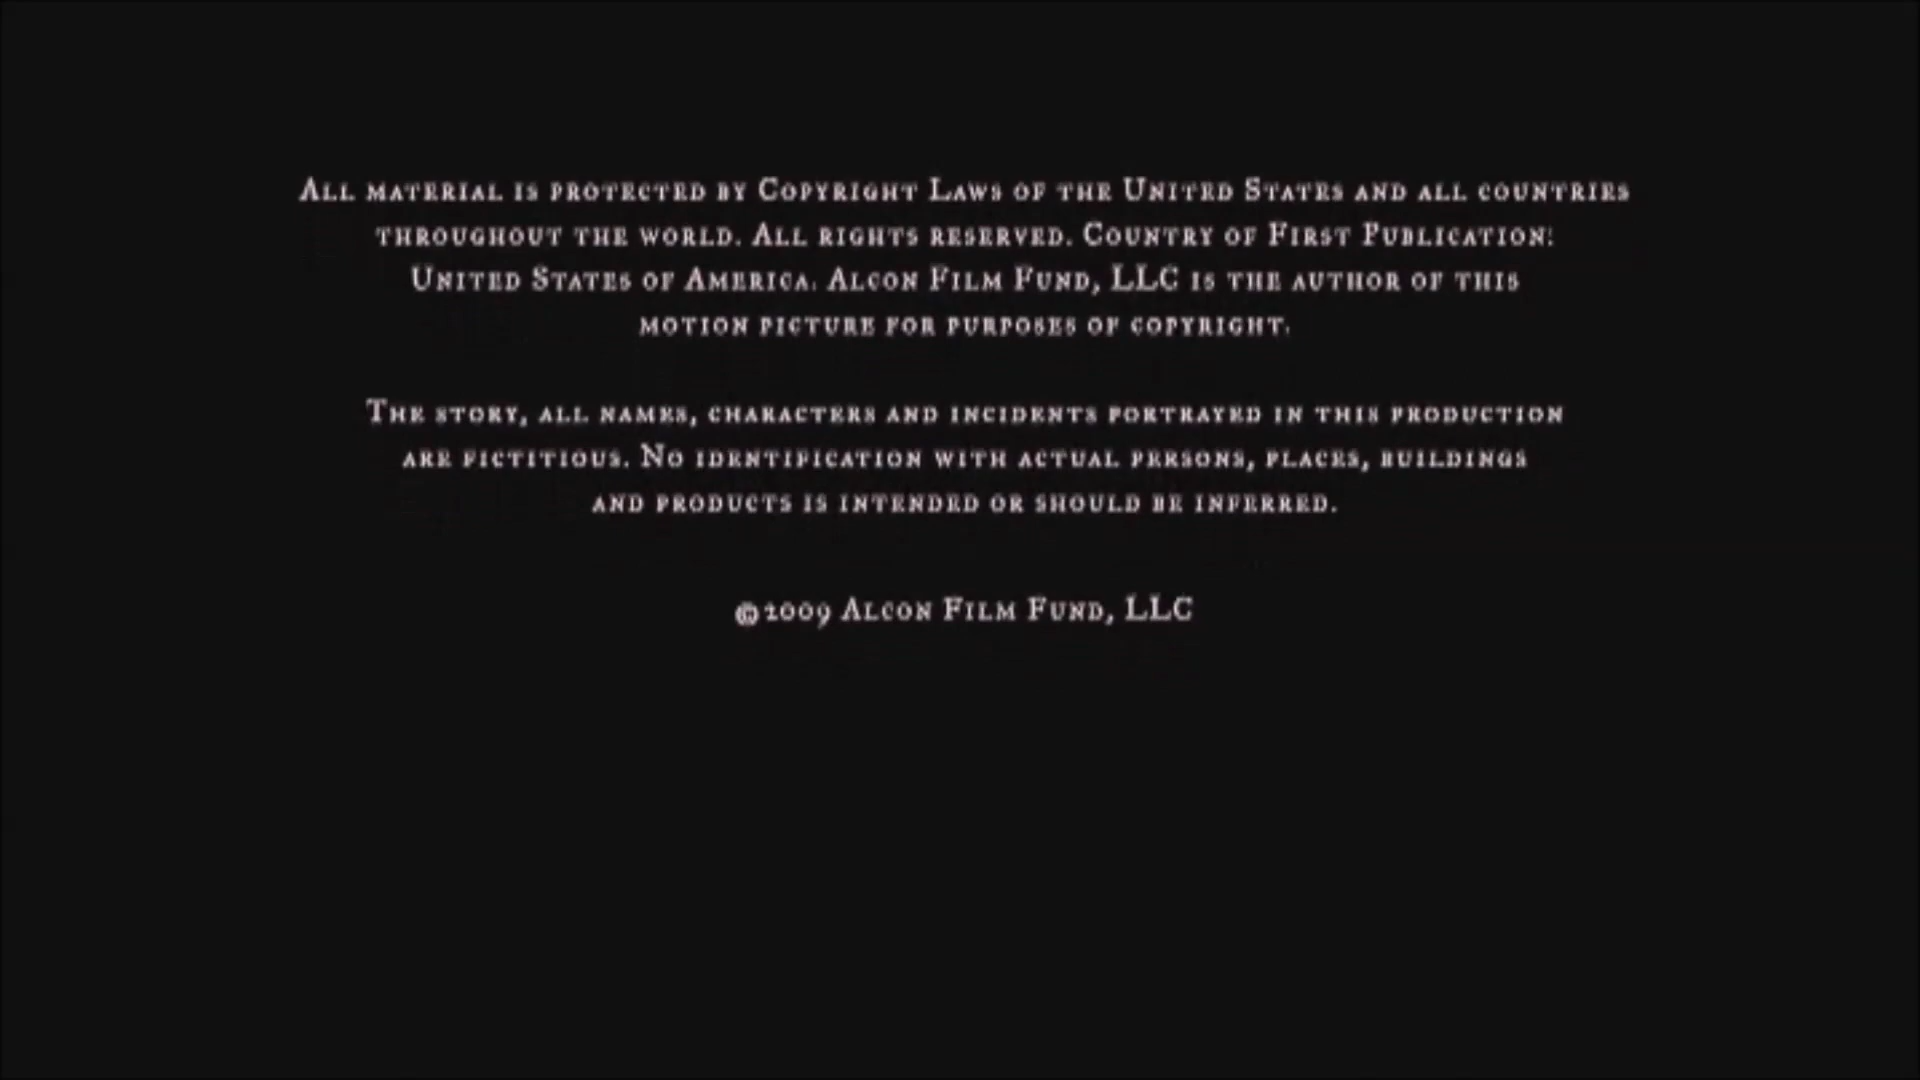 All material is protected by Copyright Laws of the United States and all countries
throughout the world. All rights reserved. Country of First Publication:
United States of America. Alcon Film Fund, LLC is the author of this
motion picture for purposes of copyright.
The story, all names, characters and incidents portrayed in this production
are fictitious. No identification with actual persons, places, buildings
and products is intended or should be inferred.
©2009 Alcon Film Fund, LLC